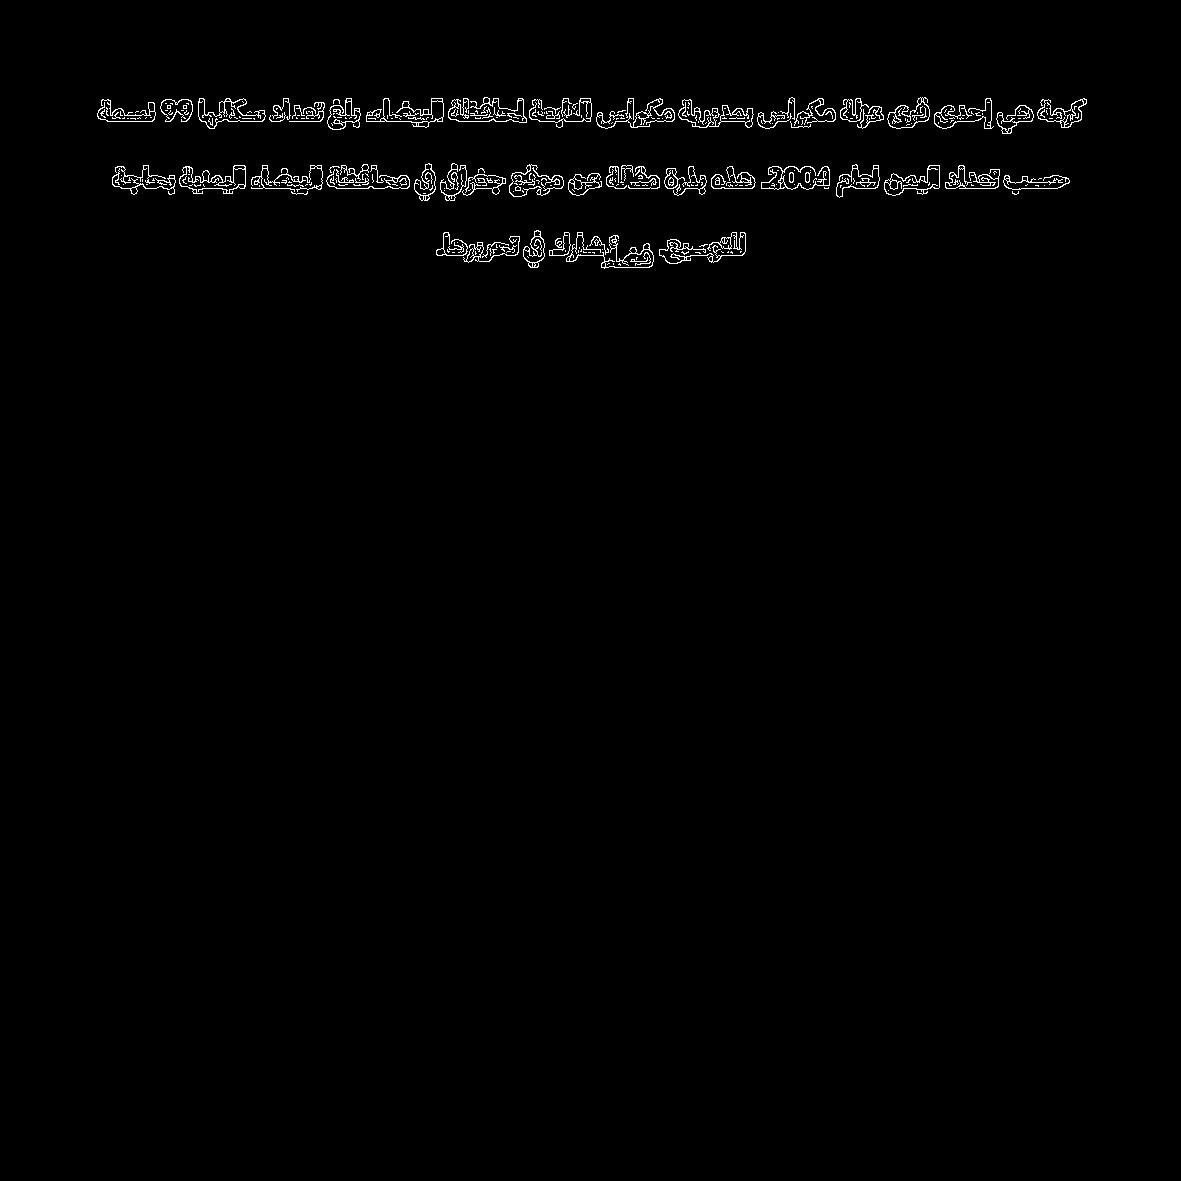 كرمة هي إحدى قرى عزلة مكيراس بمديرية مكيراس التابعة لمحافظة البيضاء، بلغ تعداد سكانها 99 نسمة
حسب تعداد اليمن لعام 2004. هذه بذرة مقالة عن موقع جغرافي في محافظة البيضاء اليمنية بحاجة
للتوسيع. فضلًا شارك في تحريرها.